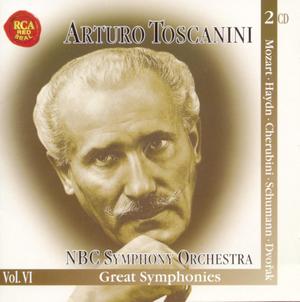 RCA
RED SEAL
ARTURO TOSCANINI
2 CD
Mozart · Haydn · Cherubini · Schumann · Dvořák
NBC SYMPHONY ORCHESTRA
Vol. VI
Great Symphonies